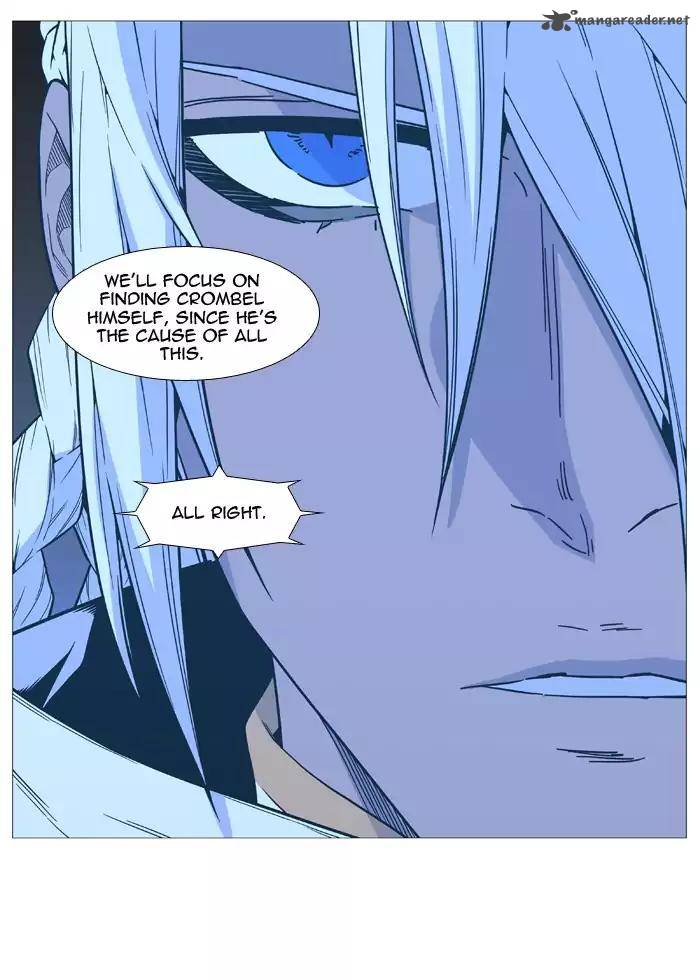 mangareader.net
WE'LL FOCUS ON
FINDING CROMBEL
HIMSELF, SINCE HE'S
THE CAUSE OF ALL
THIS.
ALL RIGHT.